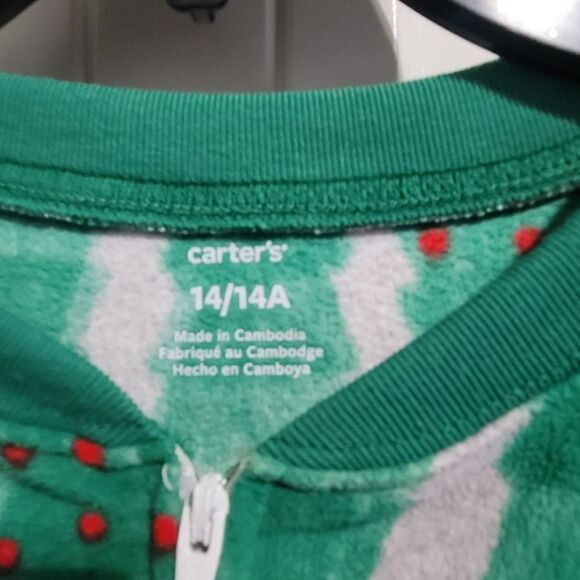 carter's
14/14A
Made in Cambodia
Fabriqué au Cambodge
Hecho en Camboya